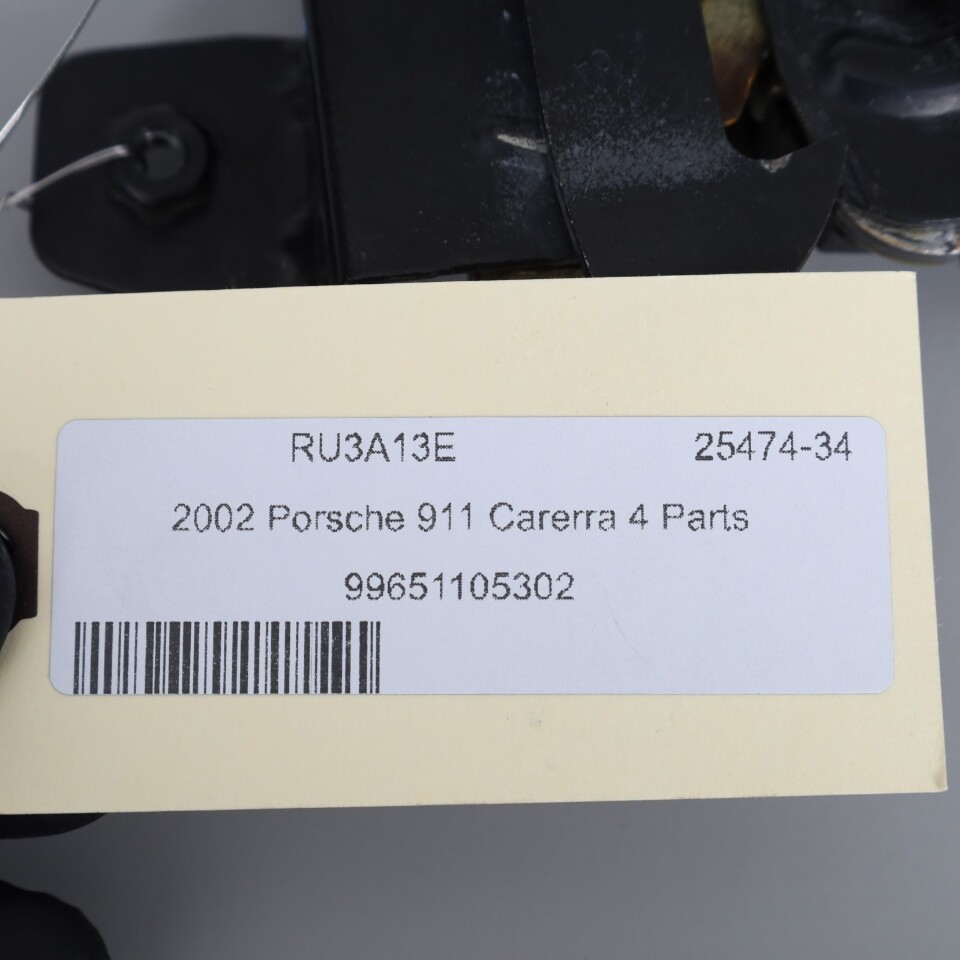 RU3A13E 25474-34
2002 Porsche 911 Carerra 4 Parts
99651105302